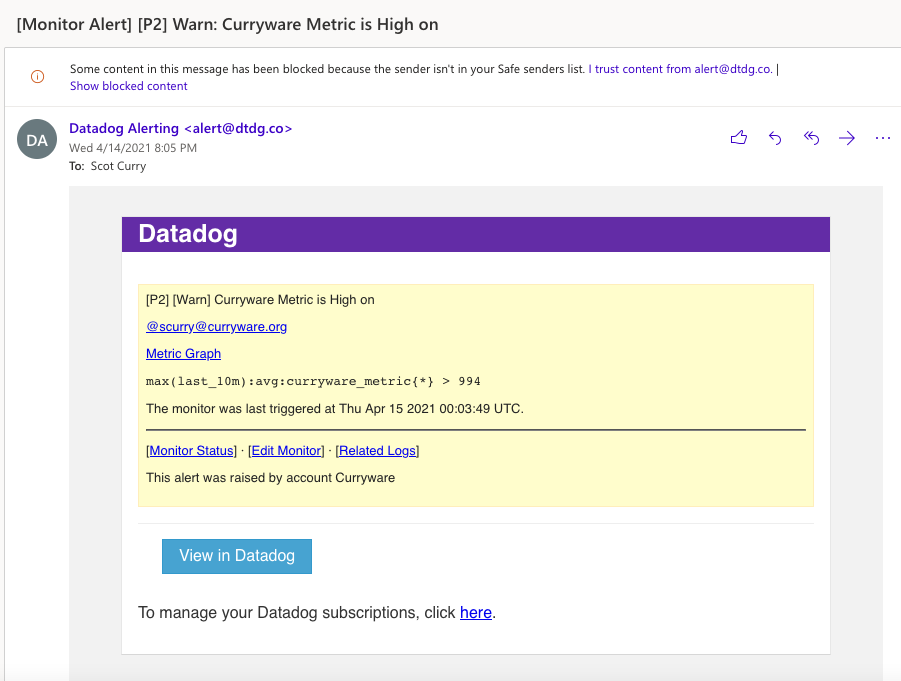 [Monitor Alert] [P2] Warn: Curryware Metric is High on
Some content in this message has been blocked because the sender isn't in your Safe senders list. I trust content from alert@dtdg.co. |
Show blocked content
DA
Datadog Alerting <alert@dtdg.co>
Wed 4/14/2021 8:05 PM
To: Scot Curry
Datadog
[P2] [Warn] Curryware Metric is High on
@scurry@curryware.org
Metric Graph
max(last_10m):avg:curryware_metric{*} > 994
The monitor was last triggered at Thu Apr 15 2021 00:03:49 UTC.
[Monitor Status] · [Edit Monitor] · [Related Logs]
This alert was raised by account Curryware
View in Datadog
To manage your Datadog subscriptions, click here.